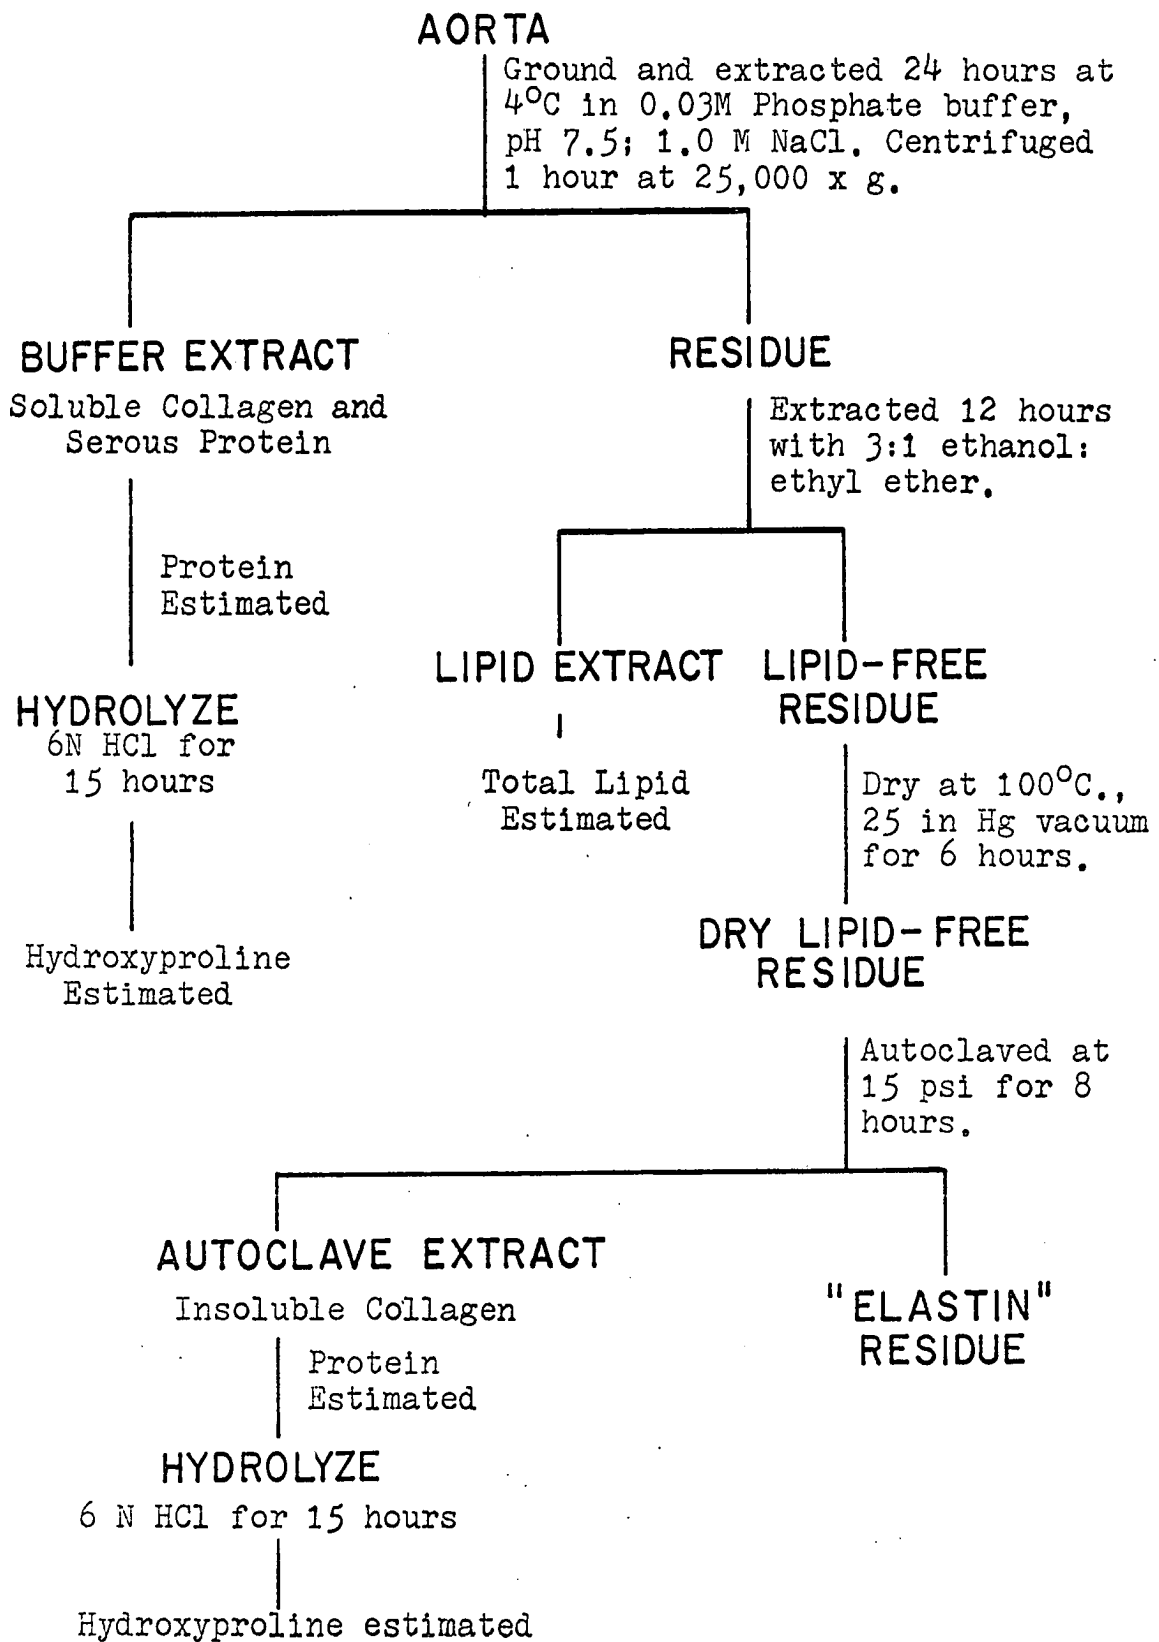 AORTA
Ground and extracted 24 hours at
4°C in 0.03M Phosphate buffer,
pH 7.5; 1.0 M NaCl. Centrifuged
1 hour at 25,000 x g.
BUFFER EXTRACT
Soluble Collagen and
Serous Protein
Protein
Estimated
HYDROLYZE
6N HCl for
15 hours
Hydroxyproline
Estimated
RESIDUE
Extracted 12 hours
with 3:1 ethanol:
ethyl ether.
LIPID EXTRACT
Total Lipid
Estimated
LIPID-FREE
RESIDUE
Dry at 100°C.,
25 in Hg vacuum
for 6 hours.
DRY LIPID-FREE
RESIDUE
Autoclaved at
15 psi for 8
hours.
AUTOCLAVE EXTRACT
Insoluble Collagen
Protein
Estimated
HYDROLYZE
6 N HCl for 15 hours
Hydroxyproline estimated
"ELASTIN"
RESIDUE